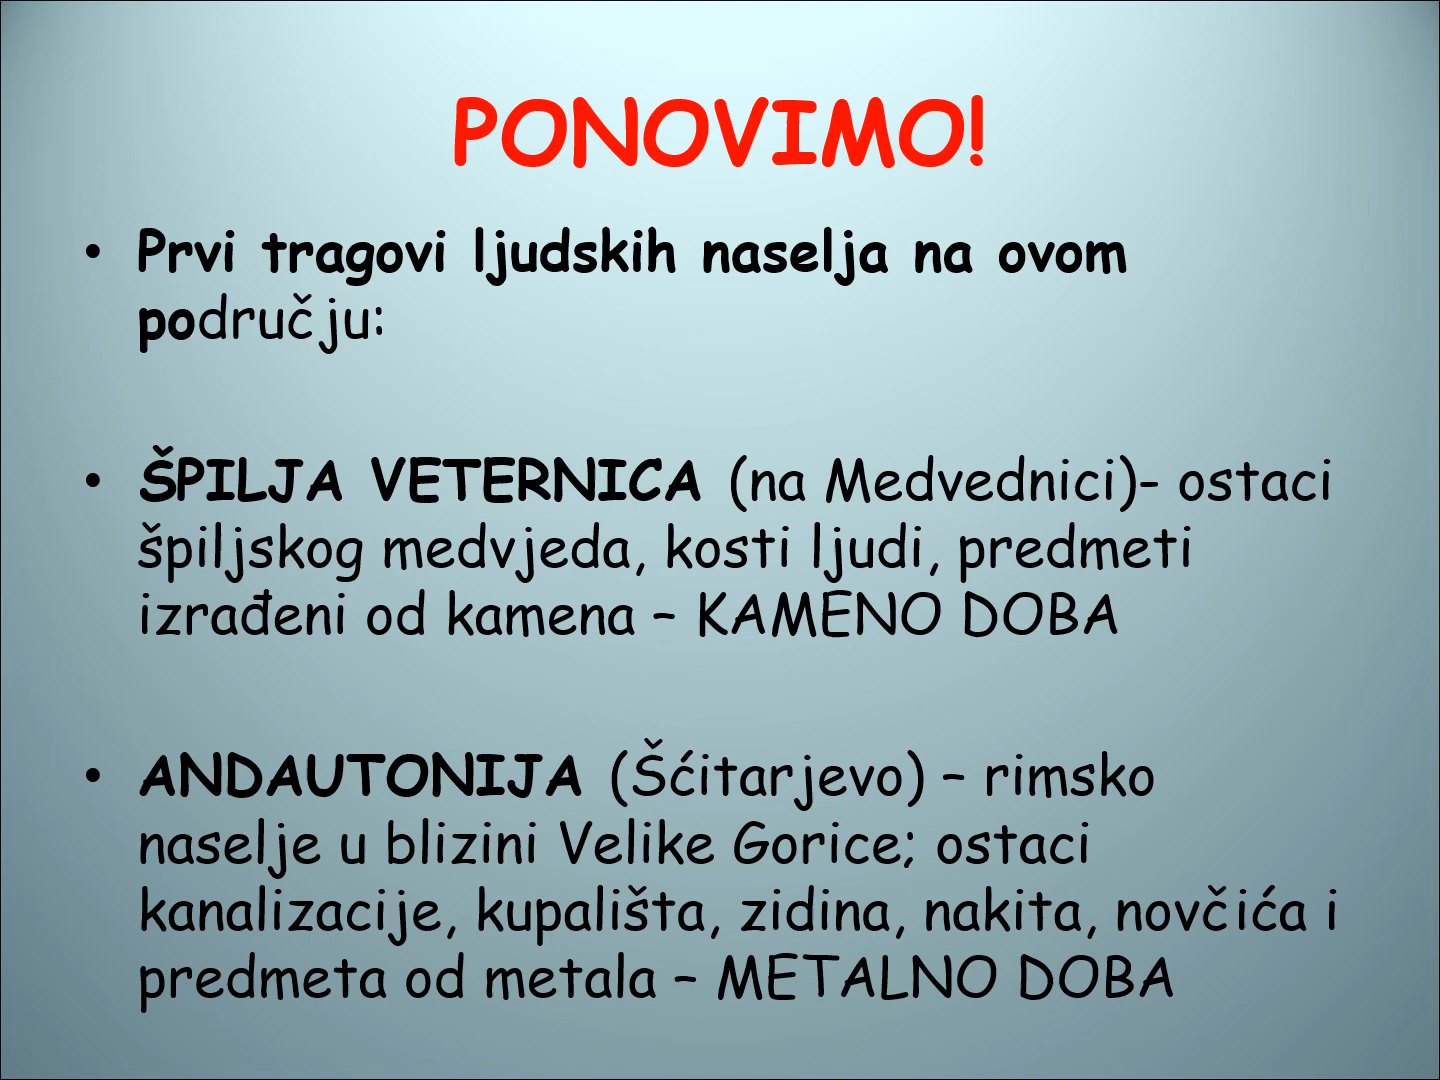 PONOVIMO!
• Prvi tragovi ljudskih naselja na ovom
području:
• ŠPILJA VETERNICA (na Medvednici)- ostaci
špiljskog medvjeda, kosti ljudi, predmeti
izrađeni od kamena – KAMENO DOBA
• ANDAUTONIJA (Šćitarjevo) – rimsko
naselje u blizini Velike Gorice; ostaci
kanalizacije, kupališta, zidina, nakita, novčića i
predmeta od metala – METALNO DOBA